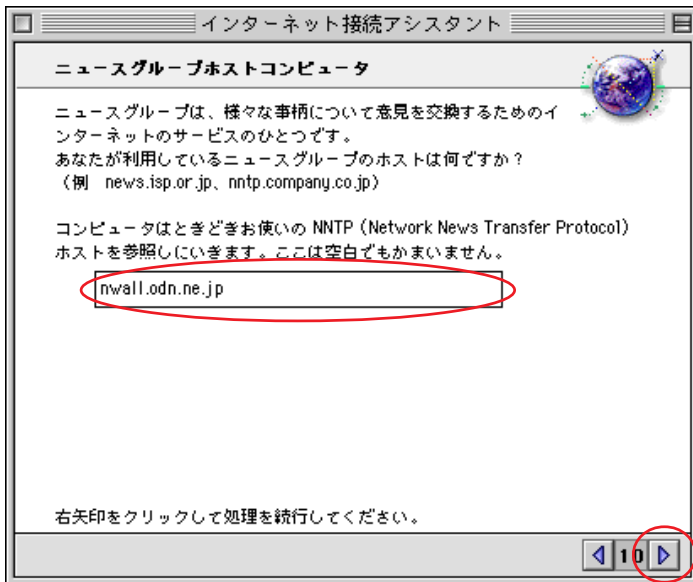 インターネット接続アシスタント
ニュースグループホストコンピュータ
ニュースグループは、様々な事柄について意見を交換するためのイ
ンターネットのサービスのひとつです。
あなたが利用しているニュースグループのホストは何ですか？
（例　news.isp.or.jp、nntp.company.co.jp）
コンピュータはときどきお使いの NNTP（Network News Transfer Protocol）
ホストを参照しにいきます。ここは空白でもかまいません。
nwall.odn.ne.jp
右矢印をクリックして処理を続行してください。
10